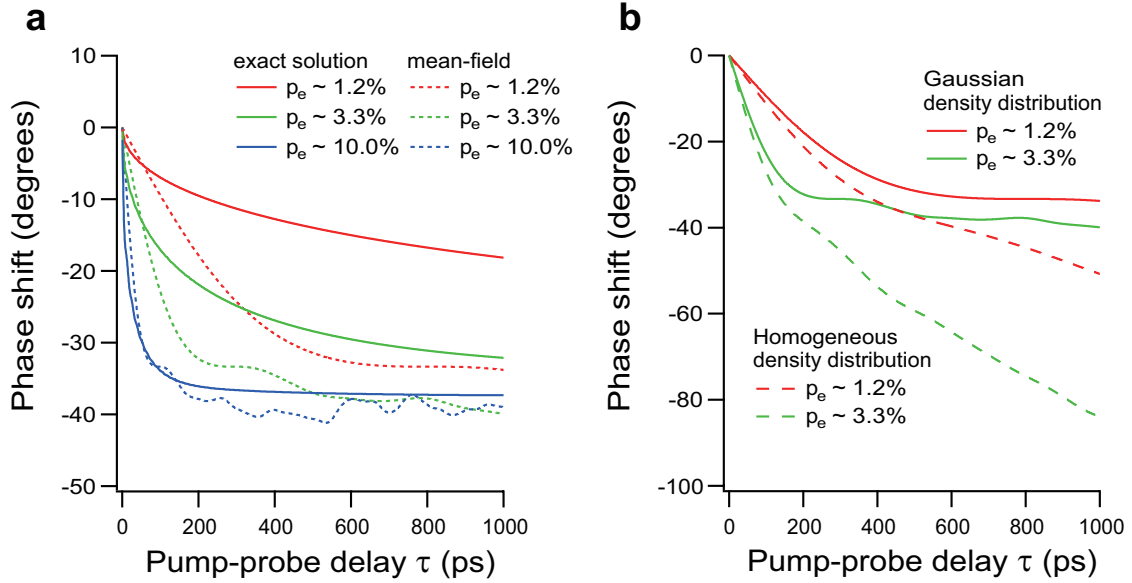 a
10
0
-10
-20
-30
-40
-50
Phase shift (degrees)
exact solution
mean-field
pₑ ~ 1.2%
pₑ ~ 1.2%
pₑ ~ 3.3%
pₑ ~ 3.3%
pₑ ~ 10.0%
pₑ ~ 10.0%
0
200
400
600
800
1000
Pump-probe delay τ (ps)
b
0
-20
-40
-60
-80
-100
Phase shift (degrees)
Gaussian
density distribution
pₑ ~ 1.2%
pₑ ~ 3.3%
Homogeneous
density distribution
pₑ ~ 1.2%
pₑ ~ 3.3%
0
200
400
600
800
1000
Pump-probe delay τ (ps)